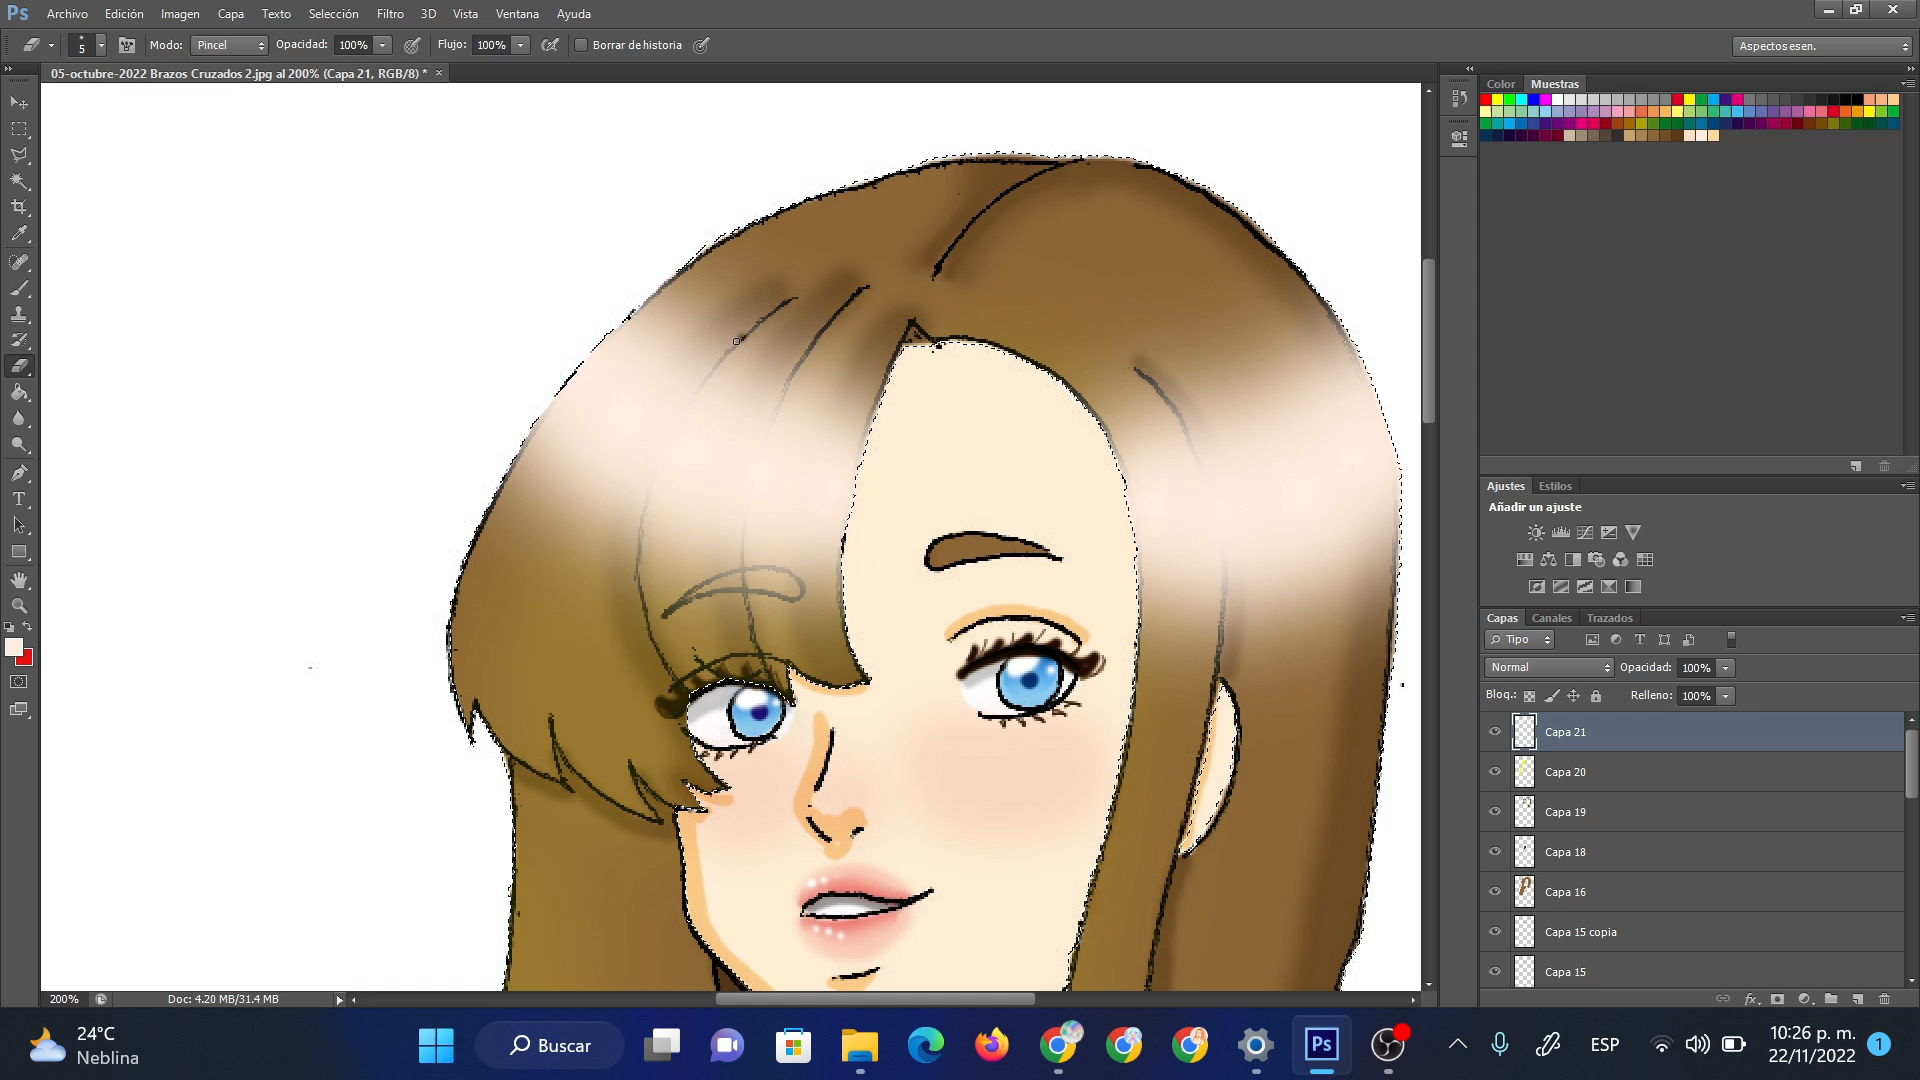 Ps Archivo Edición Imagen Capa Texto Selección Filtro 3D Vista Ventana Ayuda
5 Modo: Pincel Opacidad: 100% Flujo: 100% Borrar de historia Aspectos esen.
05-octubre-2022 Brazos Cruzados 2.jpg al 200% (Capa 21, RGB/8) * ×
Color Muestras
Ajustes Estilos
Añadir un ajuste
Capas Canales Trazados
Tipo
Normal Opacidad: 100%
Bloq.: Relleno: 100%
Capa 21
Capa 20
Capa 19
Capa 18
Capa 16
Capa 15 copia
Capa 15
200% Doc: 4.20 MB/31.4 MB
fx
24°C
Neblina
Buscar
Ps
ESP
10:26 p. m.
22/11/2022
1